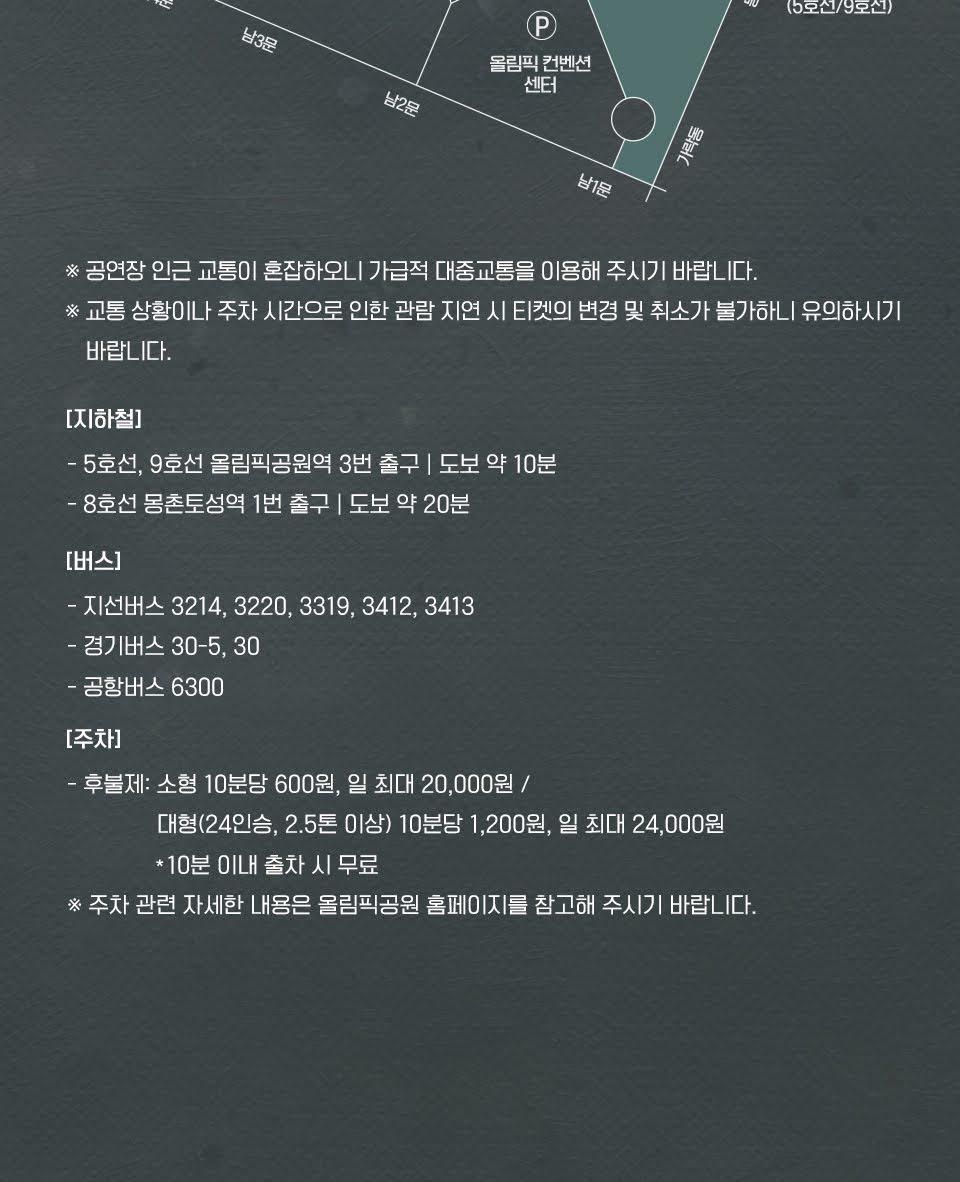 (5호선/9호선)
남3문
Ⓟ
올림픽 컨벤션
센터
남2문
가락동
남1문
※ 공연장 인근 교통이 혼잡하오니 가급적 대중교통을 이용해 주시기 바랍니다.
※ 교통 상황이나 주차 시간으로 인한 관람 지연 시 티켓의 변경 및 취소가 불가하니 유의하시기
바랍니다.
[지하철]
- 5호선, 9호선 올림픽공원역 3번 출구 | 도보 약 10분
- 8호선 몽촌토성역 1번 출구 | 도보 약 20분
[버스]
- 지선버스 3214, 3220, 3319, 3412, 3413
- 경기버스 30-5, 30
- 공항버스 6300
[주차]
- 후불제: 소형 10분당 600원, 일 최대 20,000원 /
대형(24인승, 2.5톤 이상) 10분당 1,200원, 일 최대 24,000원
*10분 이내 출차 시 무료
※ 주차 관련 자세한 내용은 올림픽공원 홈페이지를 참고해 주시기 바랍니다.